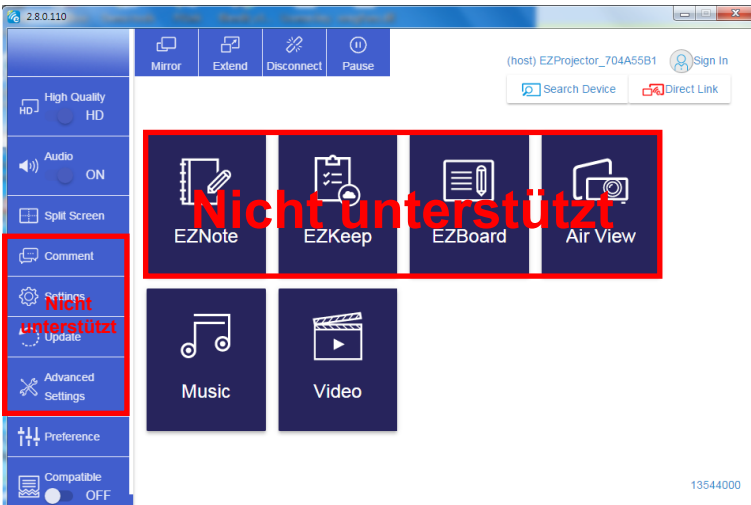 2.8.0.110
Mirror
Extend
Disconnect
Pause
(host) EZProjector_704A55B1
Sign In
Search Device
Direct Link
High Quality
HD
HD
Audio
ON
Split Screen
Comment
Settings
Update
Advanced
Settings
Nicht
unterstützt
Preference
Compatible
OFF
Nicht unterstützt
EZNote
EZKeep
EZBoard
Air View
Music
Video
13544000